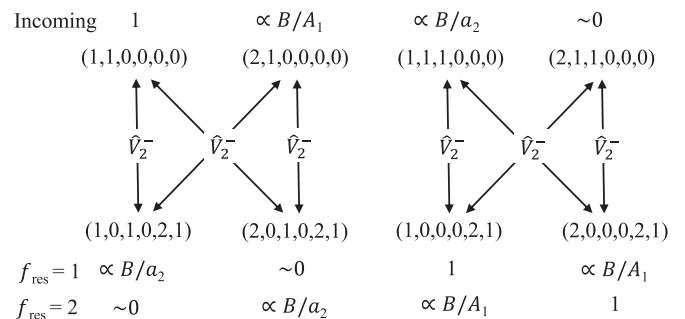 Incoming 1 ∝ B/A₁ ∝ B/a₂ ~0
(1,1,0,0,0,0) (2,1,0,0,0,0) (1,1,1,0,0,0) (2,1,1,0,0,0)
V̂₂⁻ V̂₂⁻ V̂₂⁻ V̂₂⁻ V̂₂⁻ V̂₂⁻
(1,0,1,0,2,1) (2,0,1,0,2,1) (1,0,0,0,2,1) (2,0,0,0,2,1)
f_res = 1 ∝ B/a₂ ~0 1 ∝ B/A₁
f_res = 2 ~0 ∝ B/a₂ ∝ B/A₁ 1